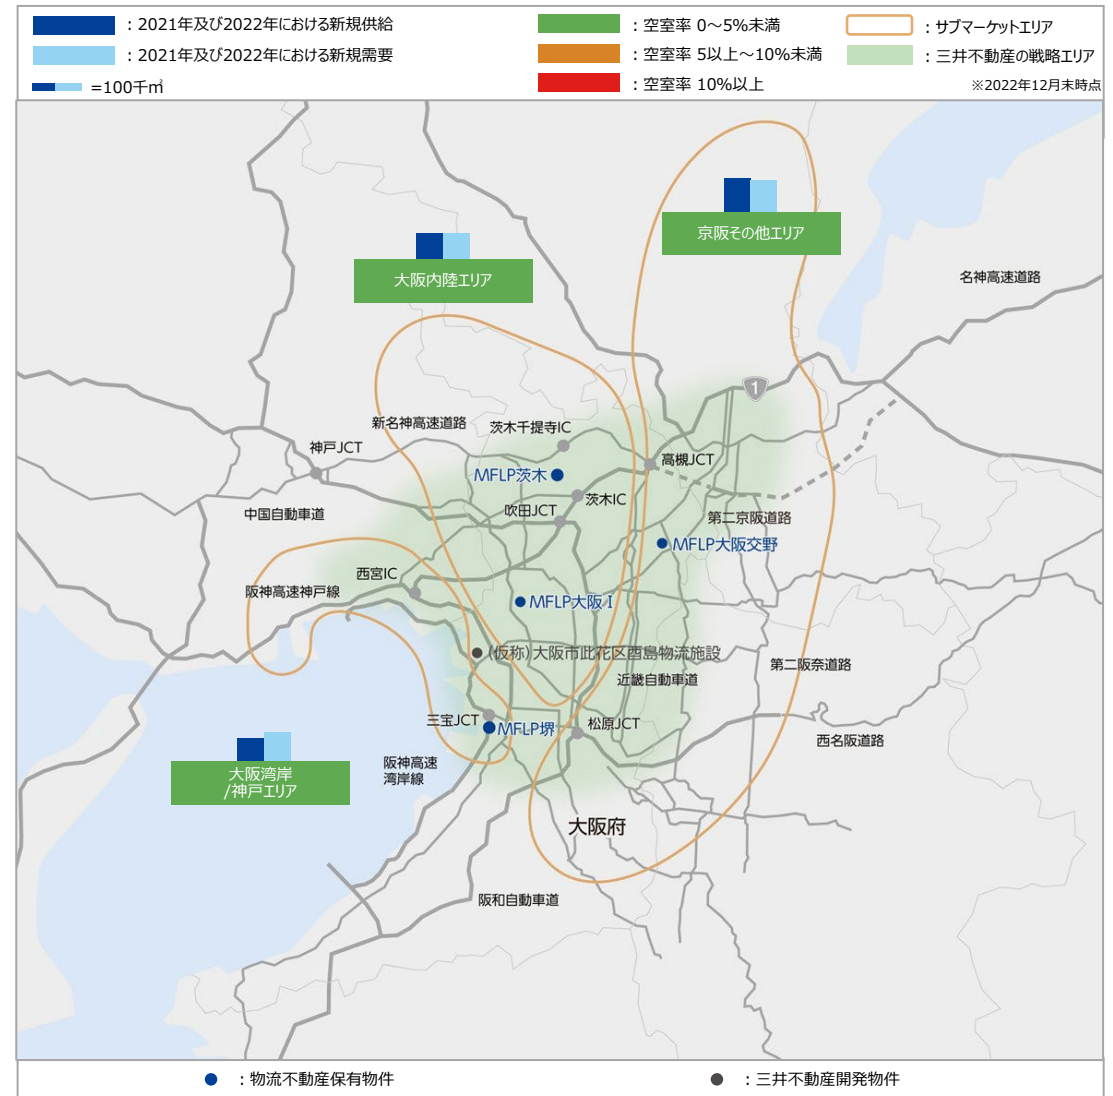 ：2021年及び2022年における新規供給
：2021年及び2022年における新規需要
=100千㎡
：空室率 0～5%未満
：空室率 5以上～10%未満
：空室率 10%以上
：サブマーケットエリア
：三井不動産の戦略エリア
※2022年12月末時点
京阪その他エリア
大阪内陸エリア
名神高速道路
1
新名神高速道路
茨木千提寺IC
神戸JCT
高槻JCT
MFLP茨木
茨木IC
吹田JCT
中国自動車道
第二京阪道路
MFLP大阪交野
西宮IC
阪神高速神戸線
MFLP大阪Ⅰ
(仮称)大阪市此花区酉島物流施設
第二阪奈道路
近畿自動車道
三宝JCT
MFLP堺
松原JCT
西名阪道路
阪神高速
湾岸線
大阪湾岸
/神戸エリア
大阪府
阪和自動車道
：物流不動産保有物件
：三井不動産開発物件